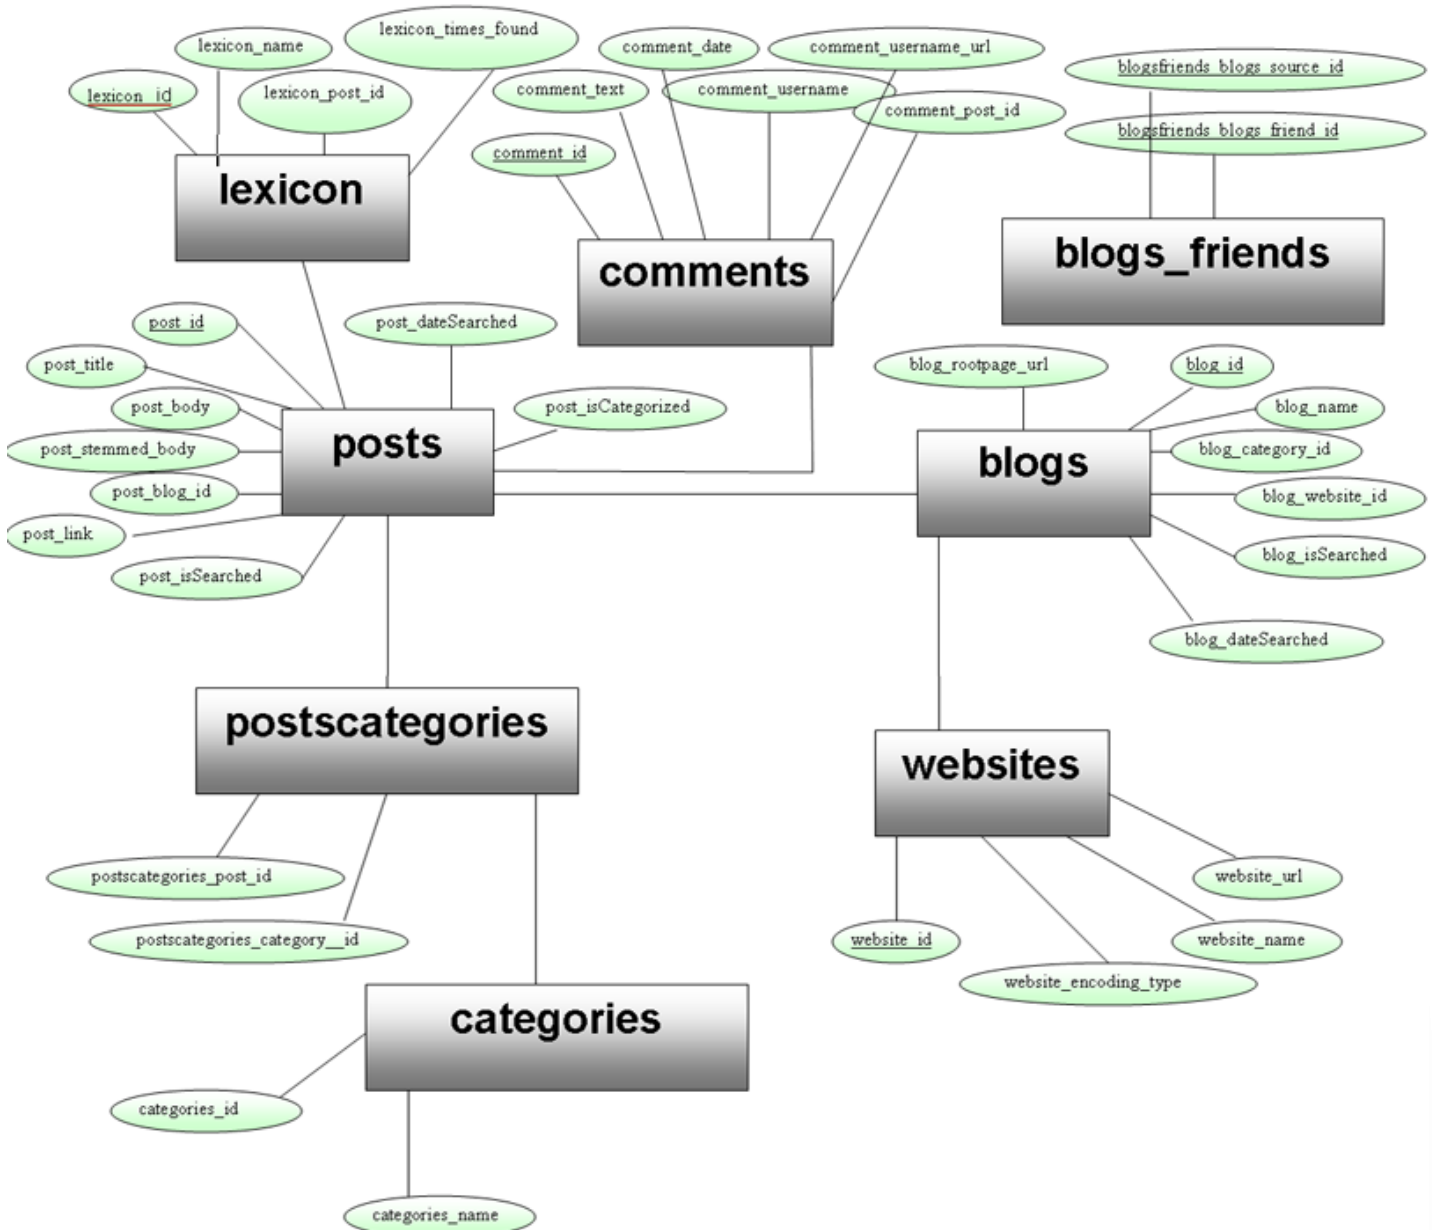 lexicon_name
lexicon_times_found
lexicon_id
lexicon_post_id
lexicon
comment_date
comment_username_url
comment_text
comment_username
comment_post_id
comment_id
comments
blogsfriends_blogs_source_id
blogsfriends_blogs_friend_id
blogs_friends
post_id
post_dateSearched
post_title
post_body
post_isCategorized
post_stemmed_body
posts
post_blog_id
post_link
post_isSearched
blog_rootpage_url
blog_id
blog_name
blog_category_id
blogs
blog_website_id
blog_isSearched
blog_dateSearched
postscategories
postscategories_post_id
postscategories_category__id
websites
website_url
website_id
website_name
website_encoding_type
categories
categories_id
categories_name